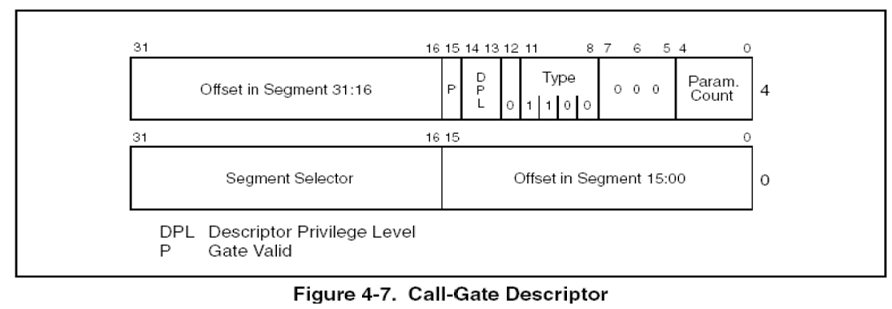 31 16 15 14 13 12 11 8 7 6 5 4 0
Offset in Segment 31:16 P D P L 0 Type 1 1 0 0 0 0 0 Param. Count 4
31 16 15 0
Segment Selector Offset in Segment 15:00 0
DPL Descriptor Privilege Level
P Gate Valid
Figure 4-7. Call-Gate Descriptor